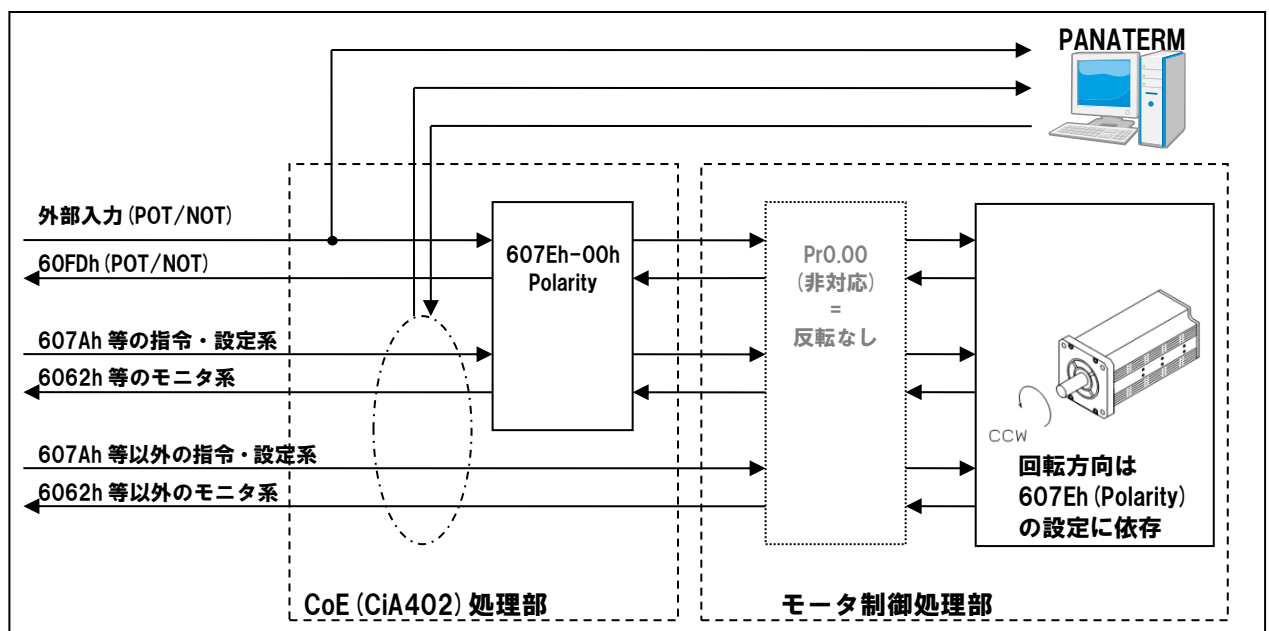 PANATERM
外部入力(POT/NOT)
60FDh(POT/NOT)
607Ah 等の指令・設定系
6062h 等のモニタ系
607Ah 等以外の指令・設定系
6062h 等以外のモニタ系
607Eh-00h
Polarity
Pr0.00
(非対応)
=
反転なし
CCW
回転方向は
607Eh(Polarity)
の設定に依存
CoE(CiA402)処理部
モータ制御処理部